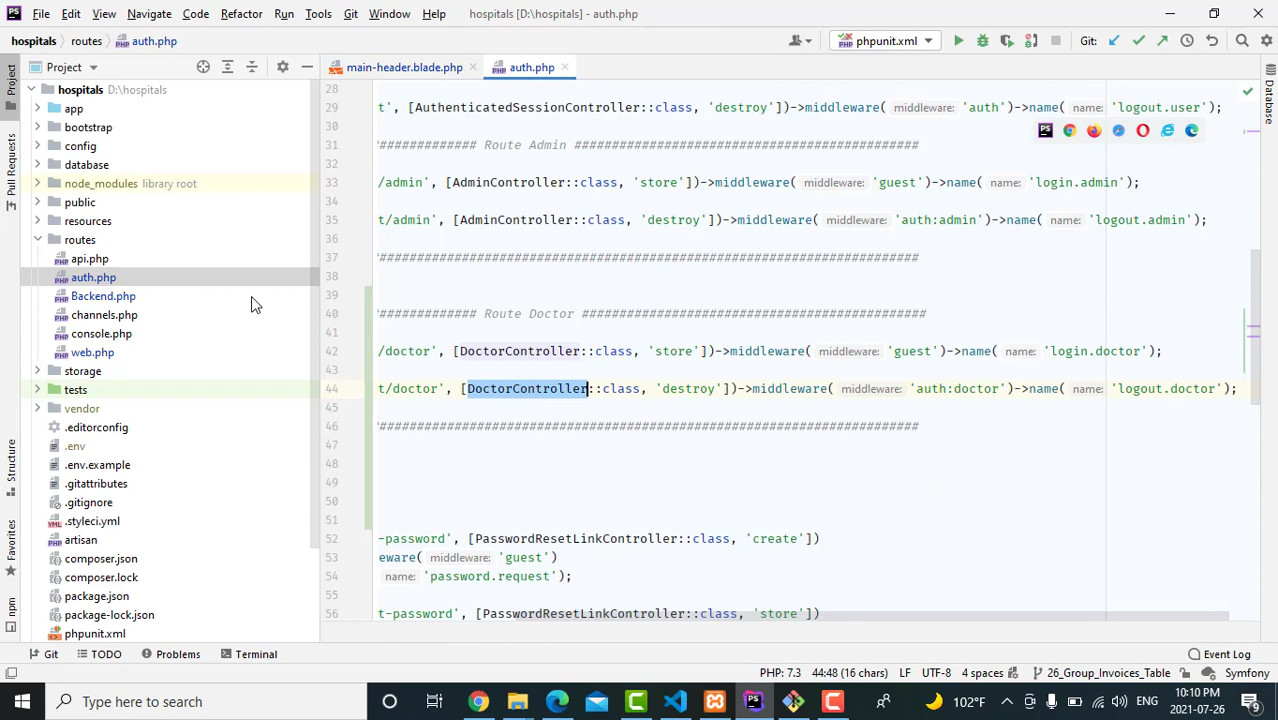 File Edit View Navigate Code Refactor Run Tools Git Window Help hospitals [D:\hospitals] - auth.php
hospitals routes auth.php phpunit.xml Git:
Project main-header.blade.php auth.php
hospitals D:\hospitals
app
bootstrap
config
database
node_modules library root
public
resources
routes
api.php
auth.php
Backend.php
channels.php
console.php
web.php
storage
tests
vendor
.editorconfig
.env
.env.example
.gitattributes
.gitignore
.styleci.yml
artisan
composer.json
composer.lock
package.json
package-lock.json
phpunit.xml
Project
Pull Requests
Structure
Favorites
npm
28
29 t', [AuthenticatedSessionController::class, 'destroy'])->middleware( middleware: 'auth')->name( name: 'logout.user');
30
31 '############# Route Admin ##############################################
32
33 /admin', [AdminController::class, 'store'])->middleware( middleware: 'guest')->name( name: 'login.admin');
34
35 t/admin', [AdminController::class, 'destroy'])->middleware( middleware: 'auth:admin')->name( name: 'logout.admin');
36
37 '########################################################################
38
39
40 '############# Route Doctor ##############################################
41
42 /doctor', [DoctorController::class, 'store'])->middleware( middleware: 'guest')->name( name: 'login.doctor');
43
44 t/doctor', [DoctorController::class, 'destroy'])->middleware( middleware: 'auth:doctor')->name( name: 'logout.doctor');
45
46 '########################################################################
47
48
49
50
51
52 -password', [PasswordResetLinkController::class, 'create'])
53 eware( middleware: 'guest')
54 name: 'password.request');
55
56 t-password', [PasswordResetLinkController::class, 'store'])
Database
Git TODO Problems Terminal Event Log
PHP: 7.3 44:48 (16 chars) LF UTF-8 4 spaces 26_Group_Invoices_Table Symfony
Type here to search 102°F ENG 10:10 PM 2021-07-26 9